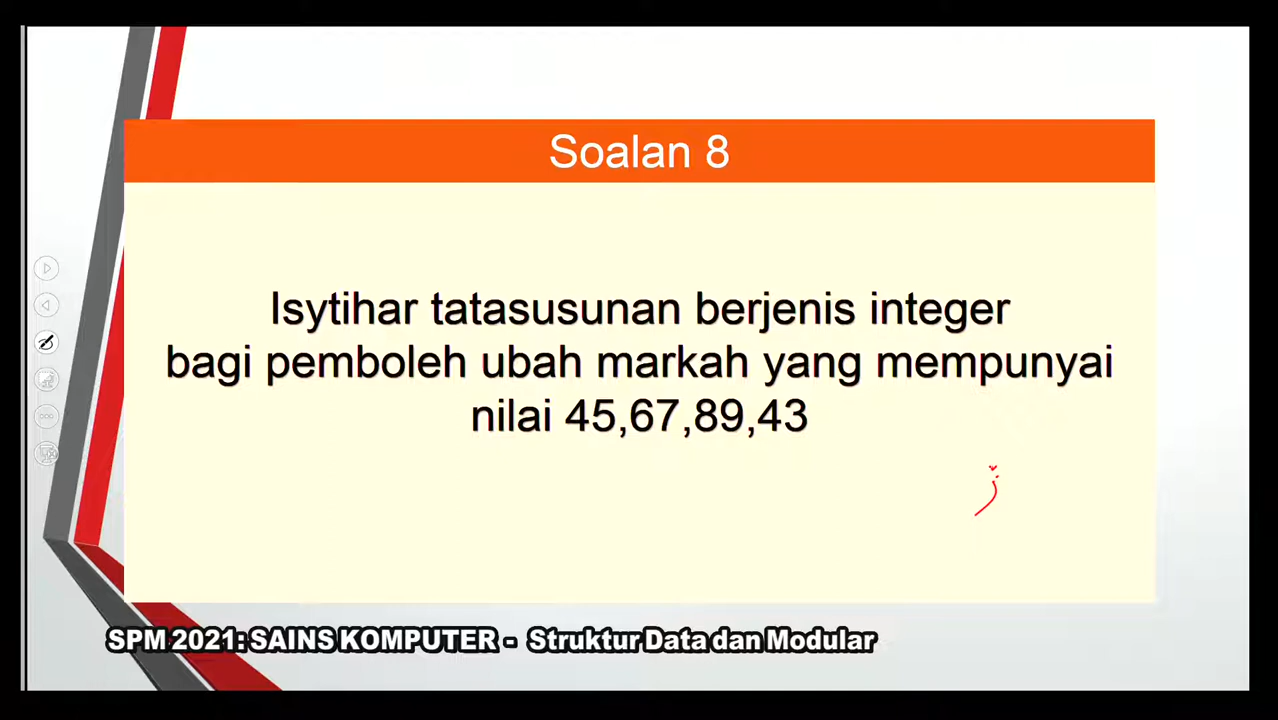 Soalan 8
Isytihar tatasusunan berjenis integer
bagi pemboleh ubah markah yang mempunyai
nilai 45,67,89,43
;
SPM 2021: SAINS KOMPUTER - Struktur Data dan Modular